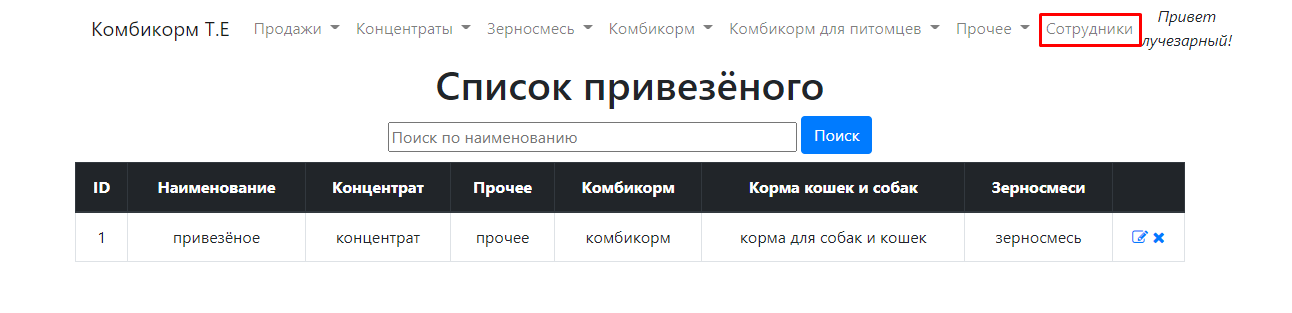 Комбикорм Т.Е Продажи Концентраты Зерносмесь Комбикорм Комбикорм для питомцев Прочее Сотрудники Привет
лучезарный!
Список привезёного
Поиск по наименованию Поиск
ID Наименование Концентрат Прочее Комбикорм Корма кошек и собак Зерносмеси
1 привезёное концентрат прочее комбикорм корма для собак и кошек зерносмесь